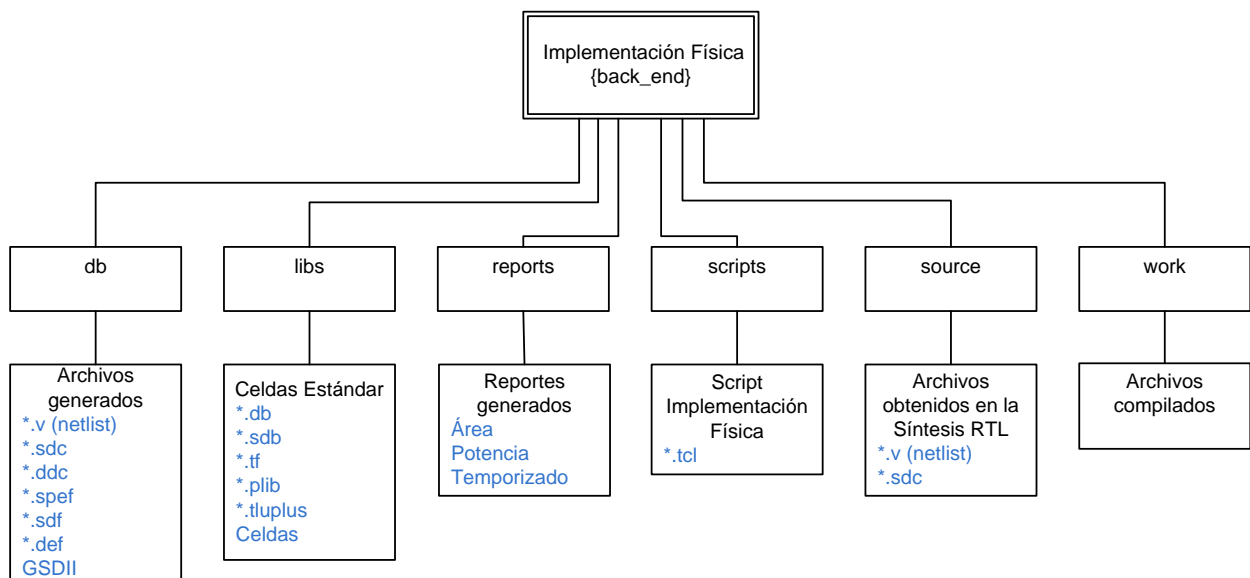 Implementación Física
{back_end}
db
libs
reports
scripts
source
work
Archivos
generados
*.v (netlist)
*.sdc
*.ddc
*.spef
*.sdf
*.def
GSDII
Celdas Estándar
*.db
*.sdb
*.tf
*.plib
*.tluplus
Celdas
Reportes
generados
Área
Potencia
Temporizado
Script
Implementación
Física
*.tcl
Archivos
obtenidos en la
Síntesis RTL
*.v (netlist)
*.sdc
Archivos
compilados